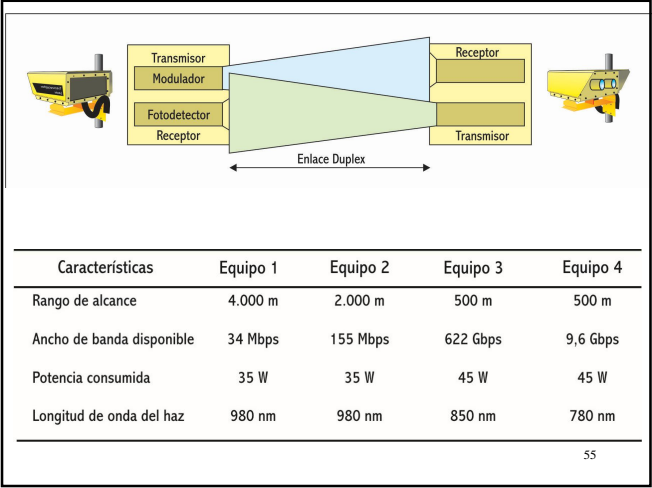 Transmisor
Modulador
Fotodetector
Receptor
Receptor
Transmisor
Enlace Duplex
Características Equipo 1 Equipo 2 Equipo 3 Equipo 4
Rango de alcance 4.000 m 2.000 m 500 m 500 m
Ancho de banda disponible 34 Mbps 155 Mbps 622 Gbps 9,6 Gbps
Potencia consumida 35 W 35 W 45 W 45 W
Longitud de onda del haz 980 nm 980 nm 850 nm 780 nm
55